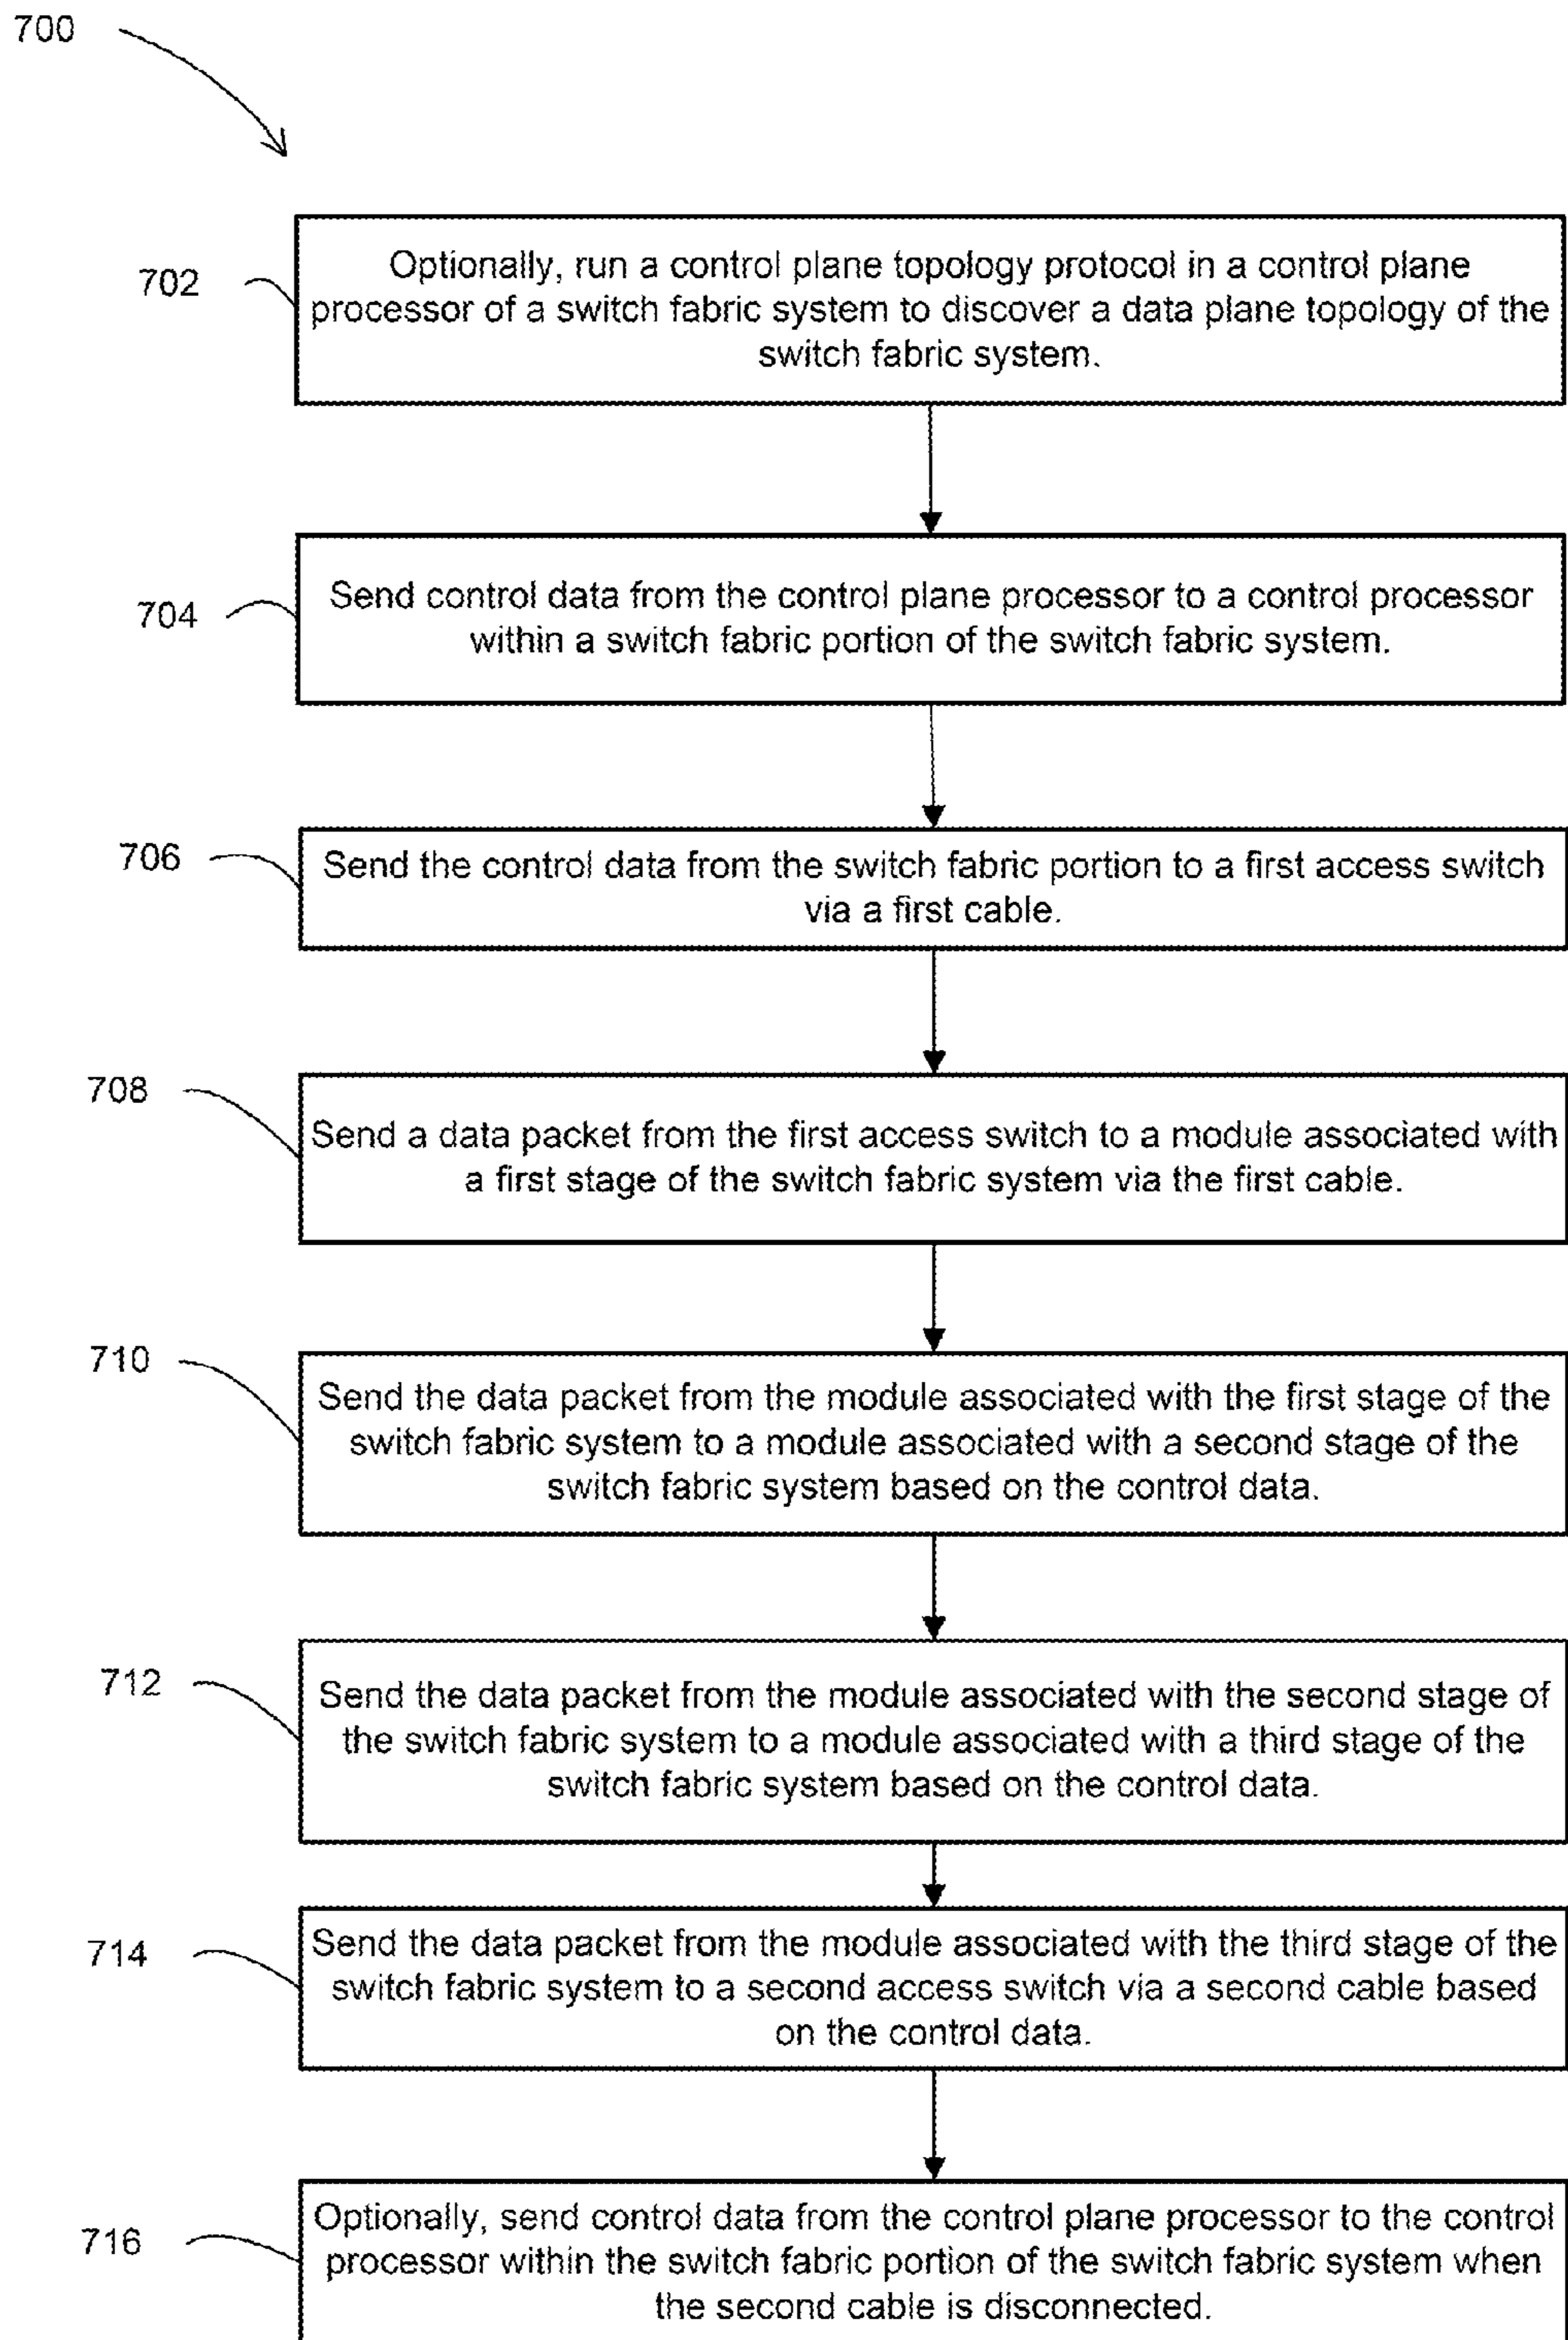 700
702
Optionally, run a control plane topology protocol in a control plane
processor of a switch fabric system to discover a data plane topology of the
switch fabric system.
704
Send control data from the control plane processor to a control processor
within a switch fabric portion of the switch fabric system.
706
Send the control data from the switch fabric portion to a first access switch
via a first cable.
708
Send a data packet from the first access switch to a module associated with
a first stage of the switch fabric system via the first cable.
710
Send the data packet from the module associated with the first stage of the
switch fabric system to a module associated with a second stage of the
switch fabric system based on the control data.
712
Send the data packet from the module associated with the second stage of
the switch fabric system to a module associated with a third stage of the
switch fabric system based on the control data.
714
Send the data packet from the module associated with the third stage of the
switch fabric system to a second access switch via a second cable based
on the control data.
716
Optionally, send control data from the control plane processor to the control
processor within the switch fabric portion of the switch fabric system when
the second cable is disconnected.